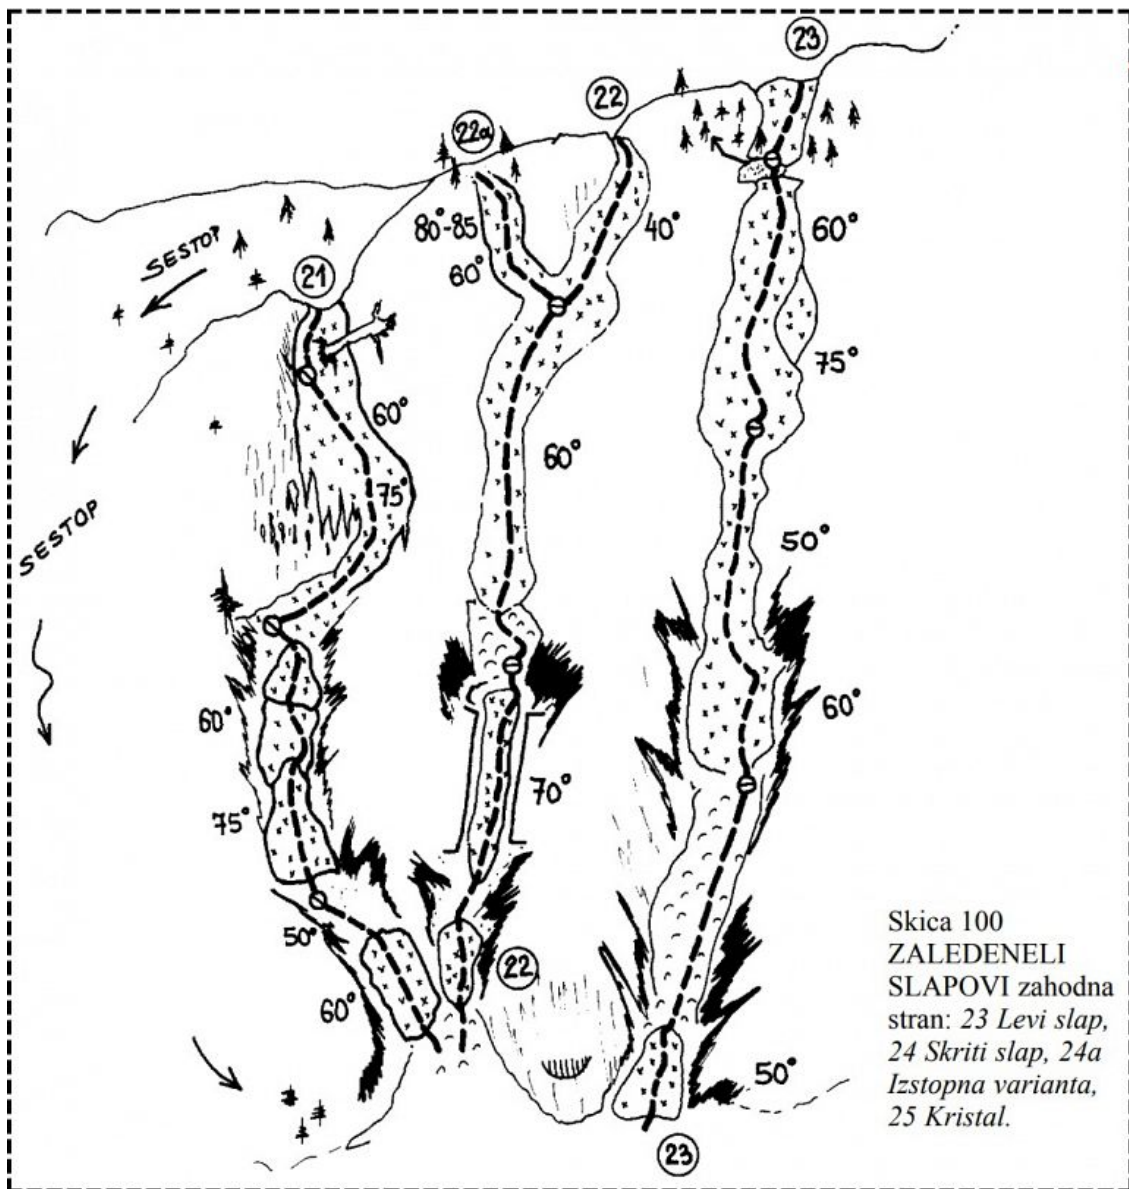 23
22
22a
80°-85
40°
60°
60°
SESTOP
21
75°
60°
75°
60°
SESTOP
50°
60°
60°
70°
75°
50°
22
60°
50°
23
Skica 100
ZALEDENELI
SLAPOVI zahodna
stran: 23 Levi slap,
24 Skriti slap, 24a
Izstopna varianta,
25 Kristal.